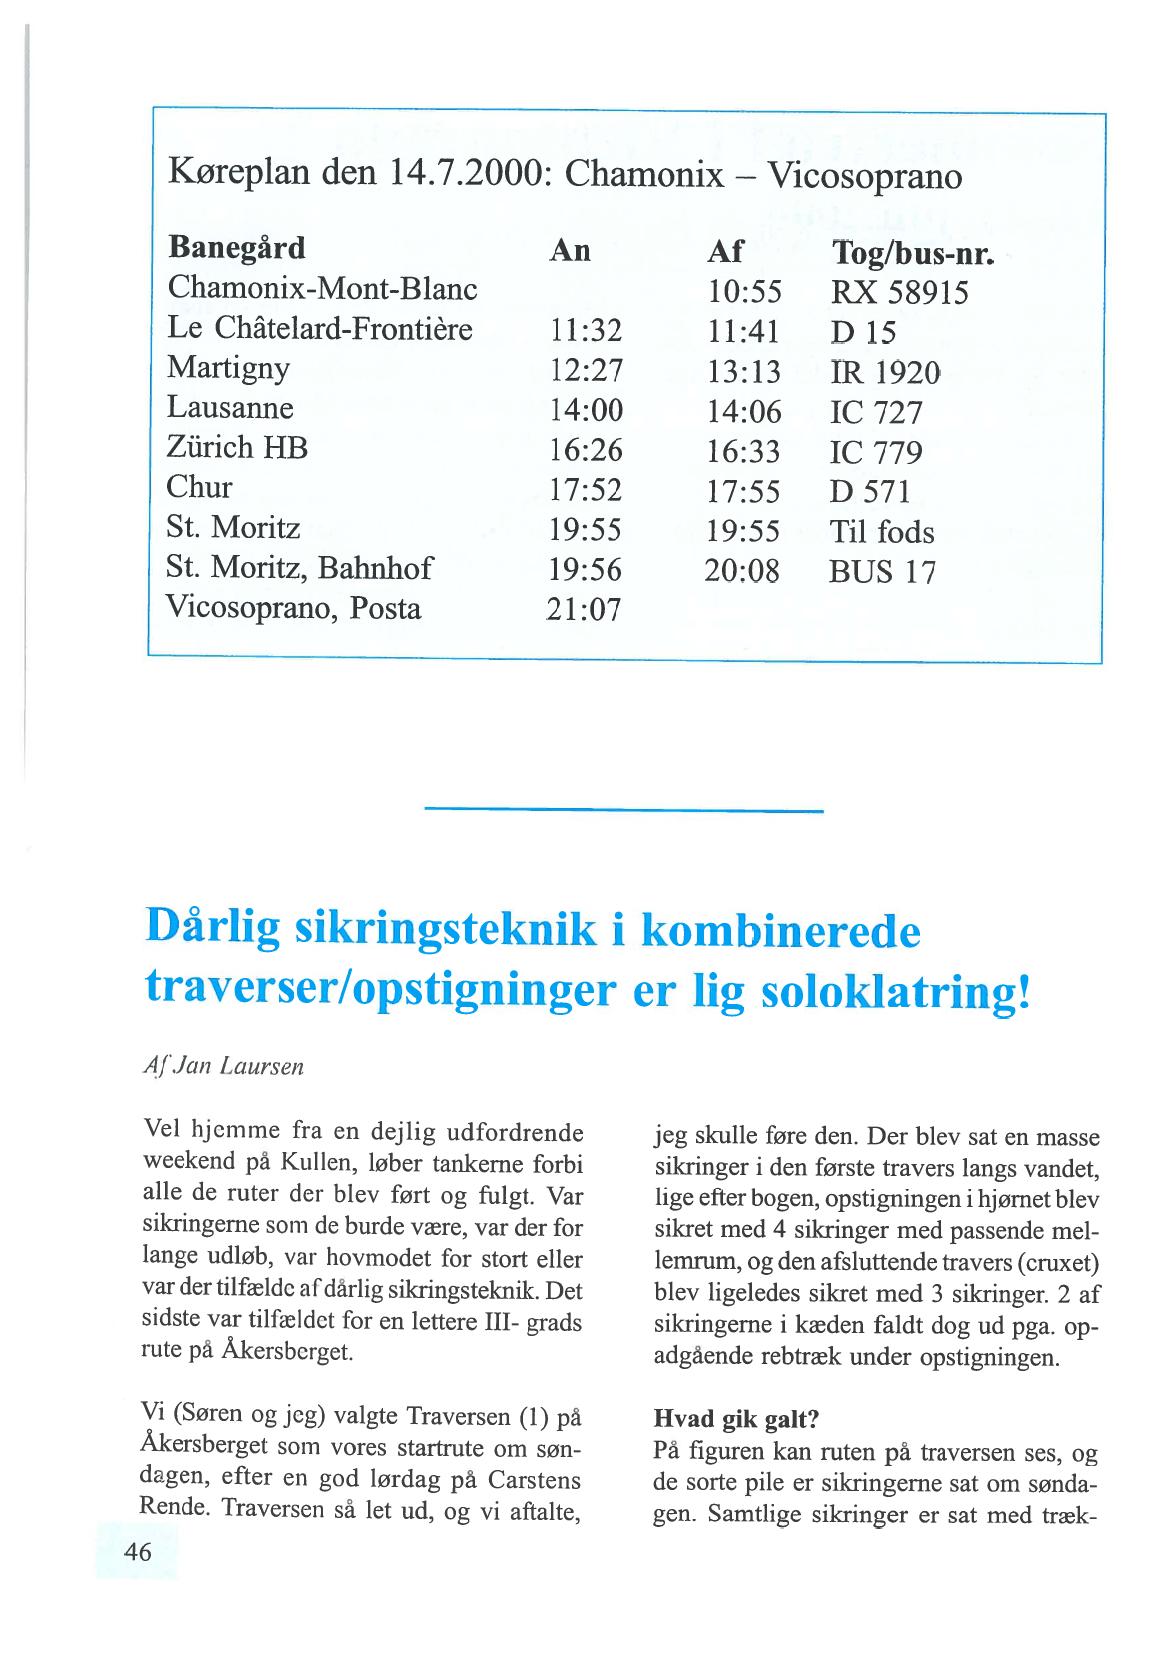 Køreplan den 14.7.2000: Chamonix – Vicosoprano
Banegård An Af Tog/bus-nr.
Chamonix-Mont-Blanc 10:55 RX 58915
Le Châtelard-Frontière 11:32 11:41 D 15
Martigny 12:27 13:13 IR 1920
Lausanne 14:00 14:06 IC 727
Zürich HB 16:26 16:33 IC 779
Chur 17:52 17:55 D 571
St. Moritz 19:55 19:55 Til fods
St. Moritz, Bahnhof 19:56 20:08 BUS 17
Vicosoprano, Posta 21:07
Dårlig sikringsteknik i kombinerede
traverser/opstigninger er lig soloklatring!
Af Jan Laursen
Vel hjemme fra en dejlig udfordrende
weekend på Kullen, løber tankerne forbi
alle de ruter der blev ført og fulgt. Var
sikringerne som de burde være, var der for
lange udløb, var hovmodet for stort eller
var der tilfælde af dårlig sikringsteknik. Det
sidste var tilfældet for en lettere III- grads
rute på Åkersberget.
Vi (Søren og jeg) valgte Traversen (1) på
Åkersberget som vores startrute om søn-
dagen, efter en god lørdag på Carstens
Rende. Traversen så let ud, og vi aftalte,
jeg skulle føre den. Der blev sat en masse
sikringer i den første travers langs vandet,
lige efter bogen, opstigningen i hjørnet blev
sikret med 4 sikringer med passende mel-
lemrum, og den afsluttende travers (cruxet)
blev ligeledes sikret med 3 sikringer. 2 af
sikringerne i kæden faldt dog ud pga. op-
adgående rebtræk under opstigningen.
Hvad gik galt?
På figuren kan ruten på traversen ses, og
de sorte pile er sikringerne sat om sønda-
gen. Samtlige sikringer er sat med træk-
46